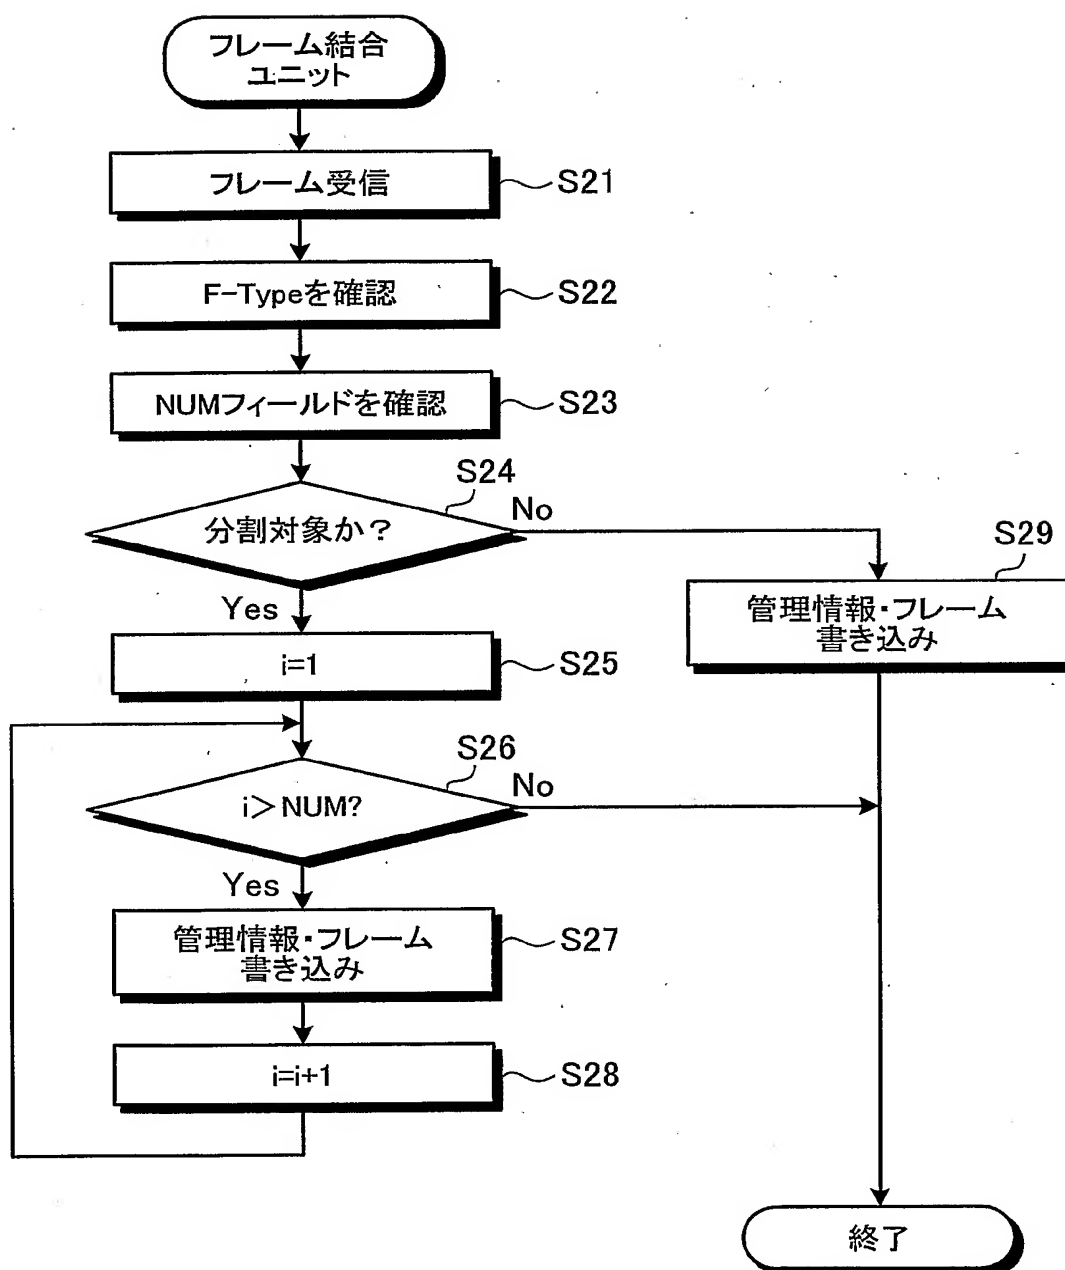 フレーム結合
ユニット
フレーム受信
S21
F-Typeを確認
S22
NUMフィールドを確認
S23
S24
分割対象か?
No
Yes
S29
管理情報・フレーム
書き込み
i=1
S25
S26
i>NUM?
No
Yes
管理情報・フレーム
書き込み
S27
i=i+1
S28
終了